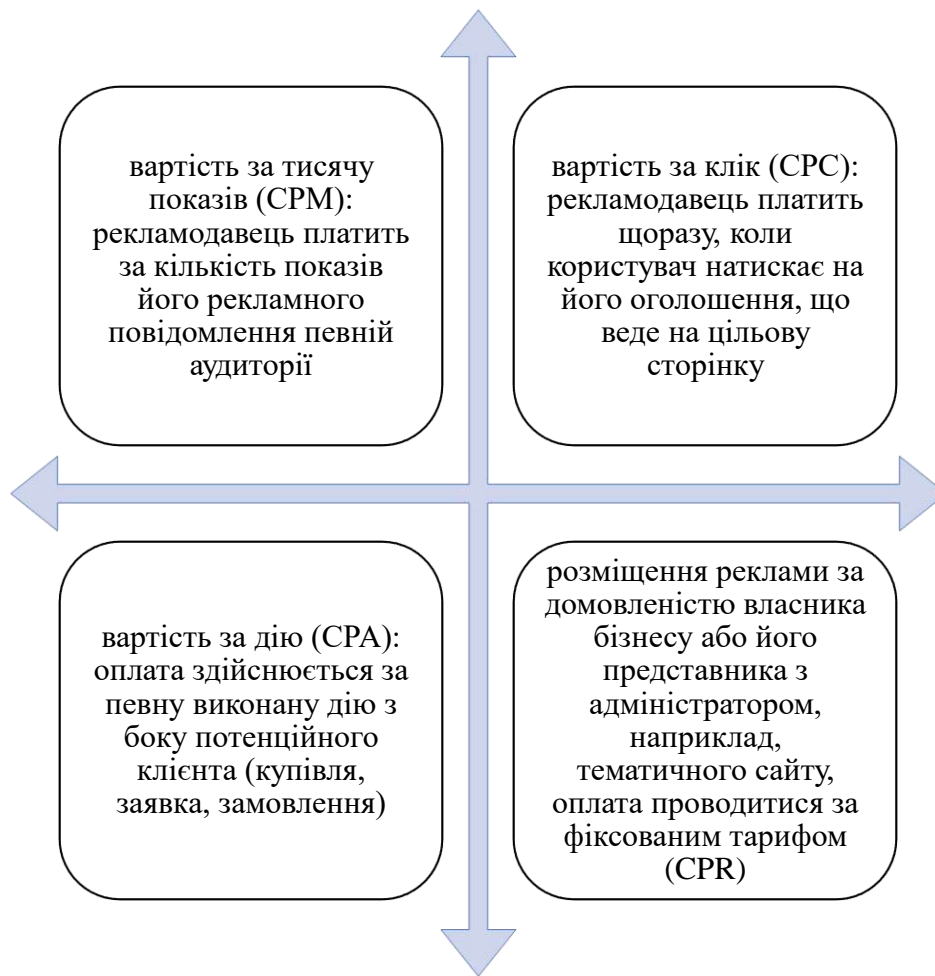 вартість за тисячу
показів (CPM):
рекламодавець платить
за кількість показів
його рекламного
повідомлення певній
аудиторії
вартість за клік (CPC):
рекламодавець платить
щоразу, коли
користувач натискає на
його оголошення, що
веде на цільову
сторінку
вартість за дію (CPA):
оплата здійснюється за
певну виконану дію з
боку потенційного
клієнта (купівля,
заявка, замовлення)
розміщення реклами за
домовленістю власника
бізнесу або його
представника з
адміністратором,
наприклад,
тематичного сайту,
оплата проводитися за
фіксованим тарифом
(CPR)